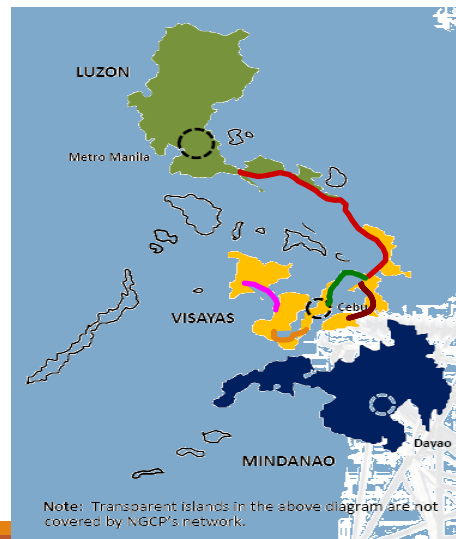 LUZON
Metro Manila
Cebu
VISAYAS
Davao
MINDANAO
Note: Transparent islands in the above diagram are not
covered by NGCP's network.